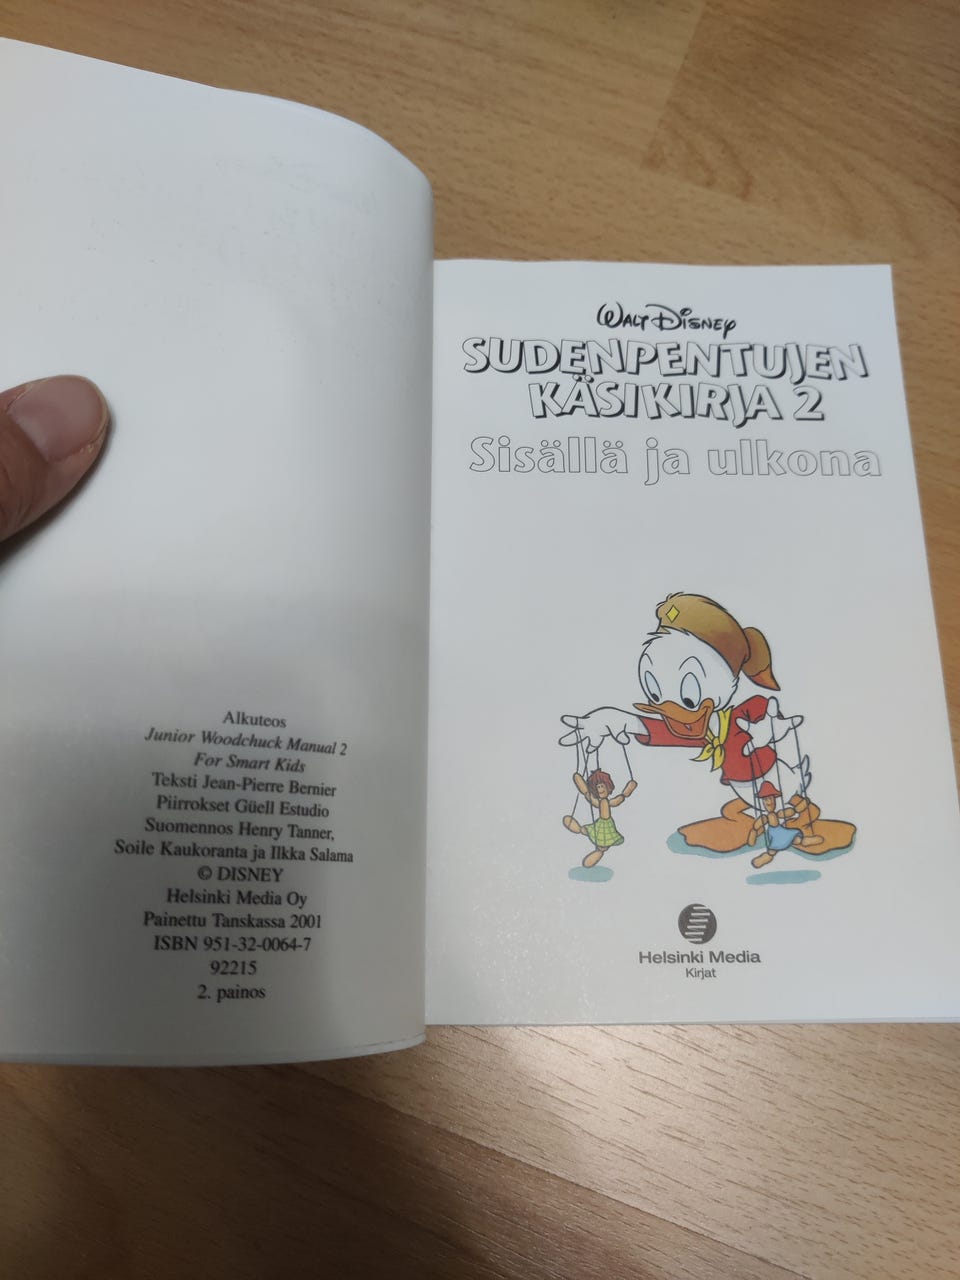 Alkuteos
Junior Woodchuck Manual 2
For Smart Kids
Teksti Jean-Pierre Bernier
Piirrokset Güell Estudio
Suomennos Henry Tanner,
Soile Kaukoranta ja Ilkka Salama
© DISNEY
Helsinki Media Oy
Painettu Tanskassa 2001
ISBN 951-32-0064-7
92215
2. painos
WALT DISNEY
SUDENPENTUJEN
KÄSIKIRJA 2
Sisällä ja ulkona
Helsinki Media
Kirjat